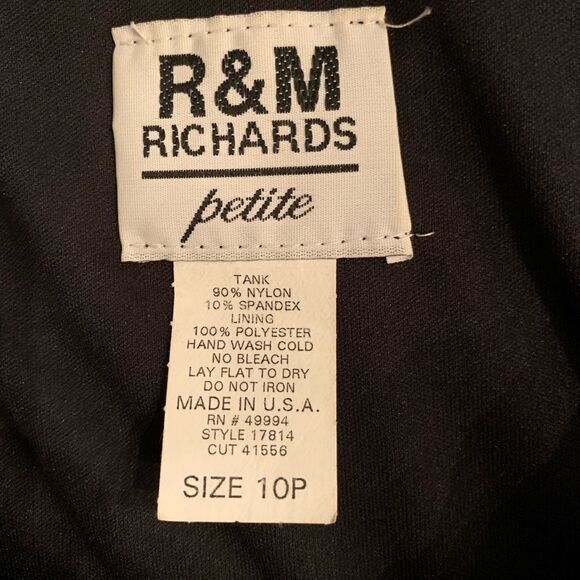 R&M
RICHARDS
petite
TANK
90% NYLON
10% SPANDEX
LINING
100% POLYESTER
HAND WASH COLD
NO BLEACH
LAY FLAT TO DRY
DO NOT IRON
MADE IN U.S.A.
RN # 49994
STYLE 17814
CUT 41556
SIZE 10P